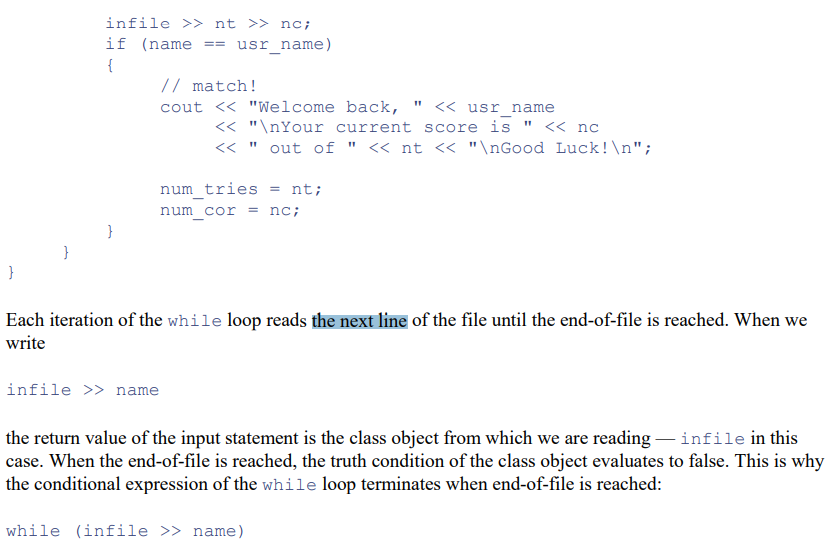 infile >> nt >> nc;
if (name == usr_name)
{
// match!
cout << "Welcome back, " << usr_name
<< "\nYour current score is " << nc
<< " out of " << nt << "\nGood Luck!\n";
num_tries = nt;
num_cor = nc;
}
}
}
Each iteration of the while loop reads the next line of the file until the end-of-file is reached. When we
write
infile >> name
the return value of the input statement is the class object from which we are reading — infile in this
case. When the end-of-file is reached, the truth condition of the class object evaluates to false. This is why
the conditional expression of the while loop terminates when end-of-file is reached:
while (infile >> name)